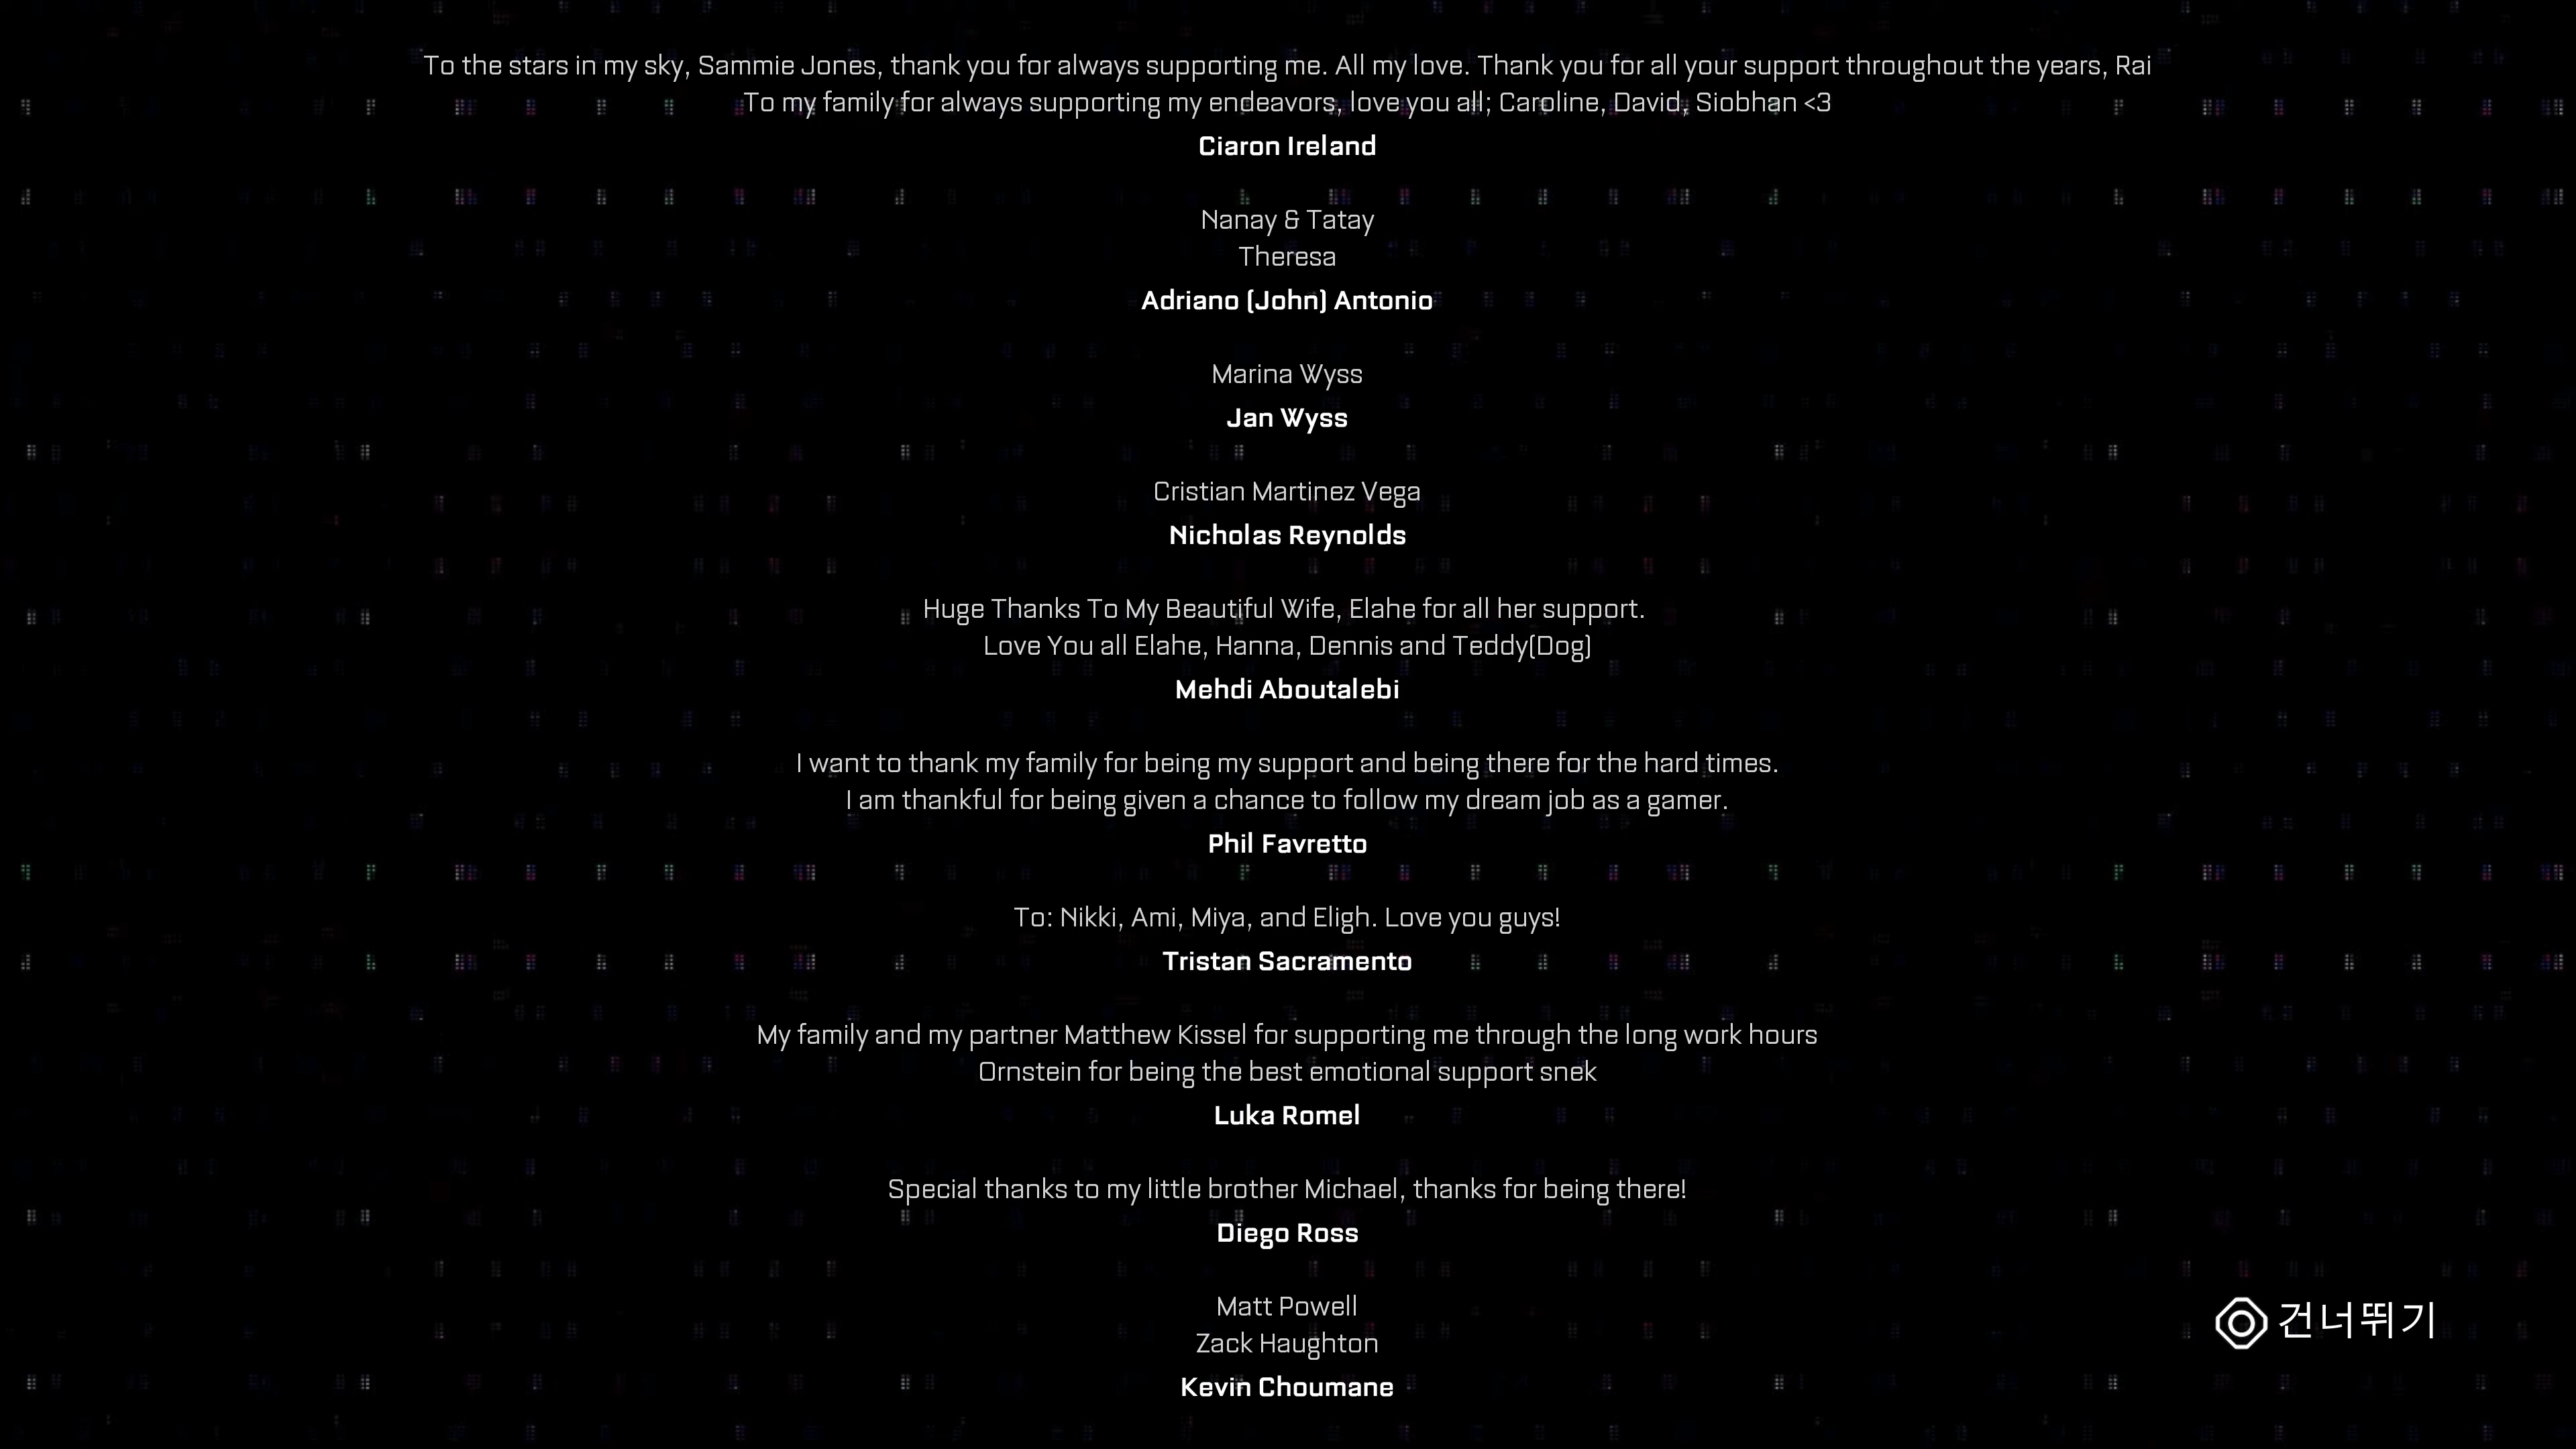 To the stars in my sky, Sammie Jones, thank you for always supporting me. All my love. Thank you for all your support throughout the years, Rai
To my family for always supporting my endeavors, love you all; Caroline, David, Siobhan <3
Ciaron Ireland
Nanay & Tatay
Theresa
Adriano (John) Antonio
Marina Wyss
Jan Wyss
Cristian Martinez Vega
Nicholas Reynolds
Huge Thanks To My Beautiful Wife, Elahe for all her support.
Love You all Elahe, Hanna, Dennis and Teddy(Dog)
Mehdi Aboutalebi
I want to thank my family for being my support and being there for the hard times.
I am thankful for being given a chance to follow my dream job as a gamer.
Phil Favretto
To: Nikki, Ami, Miya, and Eligh. Love you guys!
Tristan Sacramento
My family and my partner Matthew Kissel for supporting me through the long work hours
Ornstein for being the best emotional support snek
Luka Romel
Special thanks to my little brother Michael, thanks for being there!
Diego Ross
Matt Powell
Zack Haughton
Kevin Choumane
건너뛰기